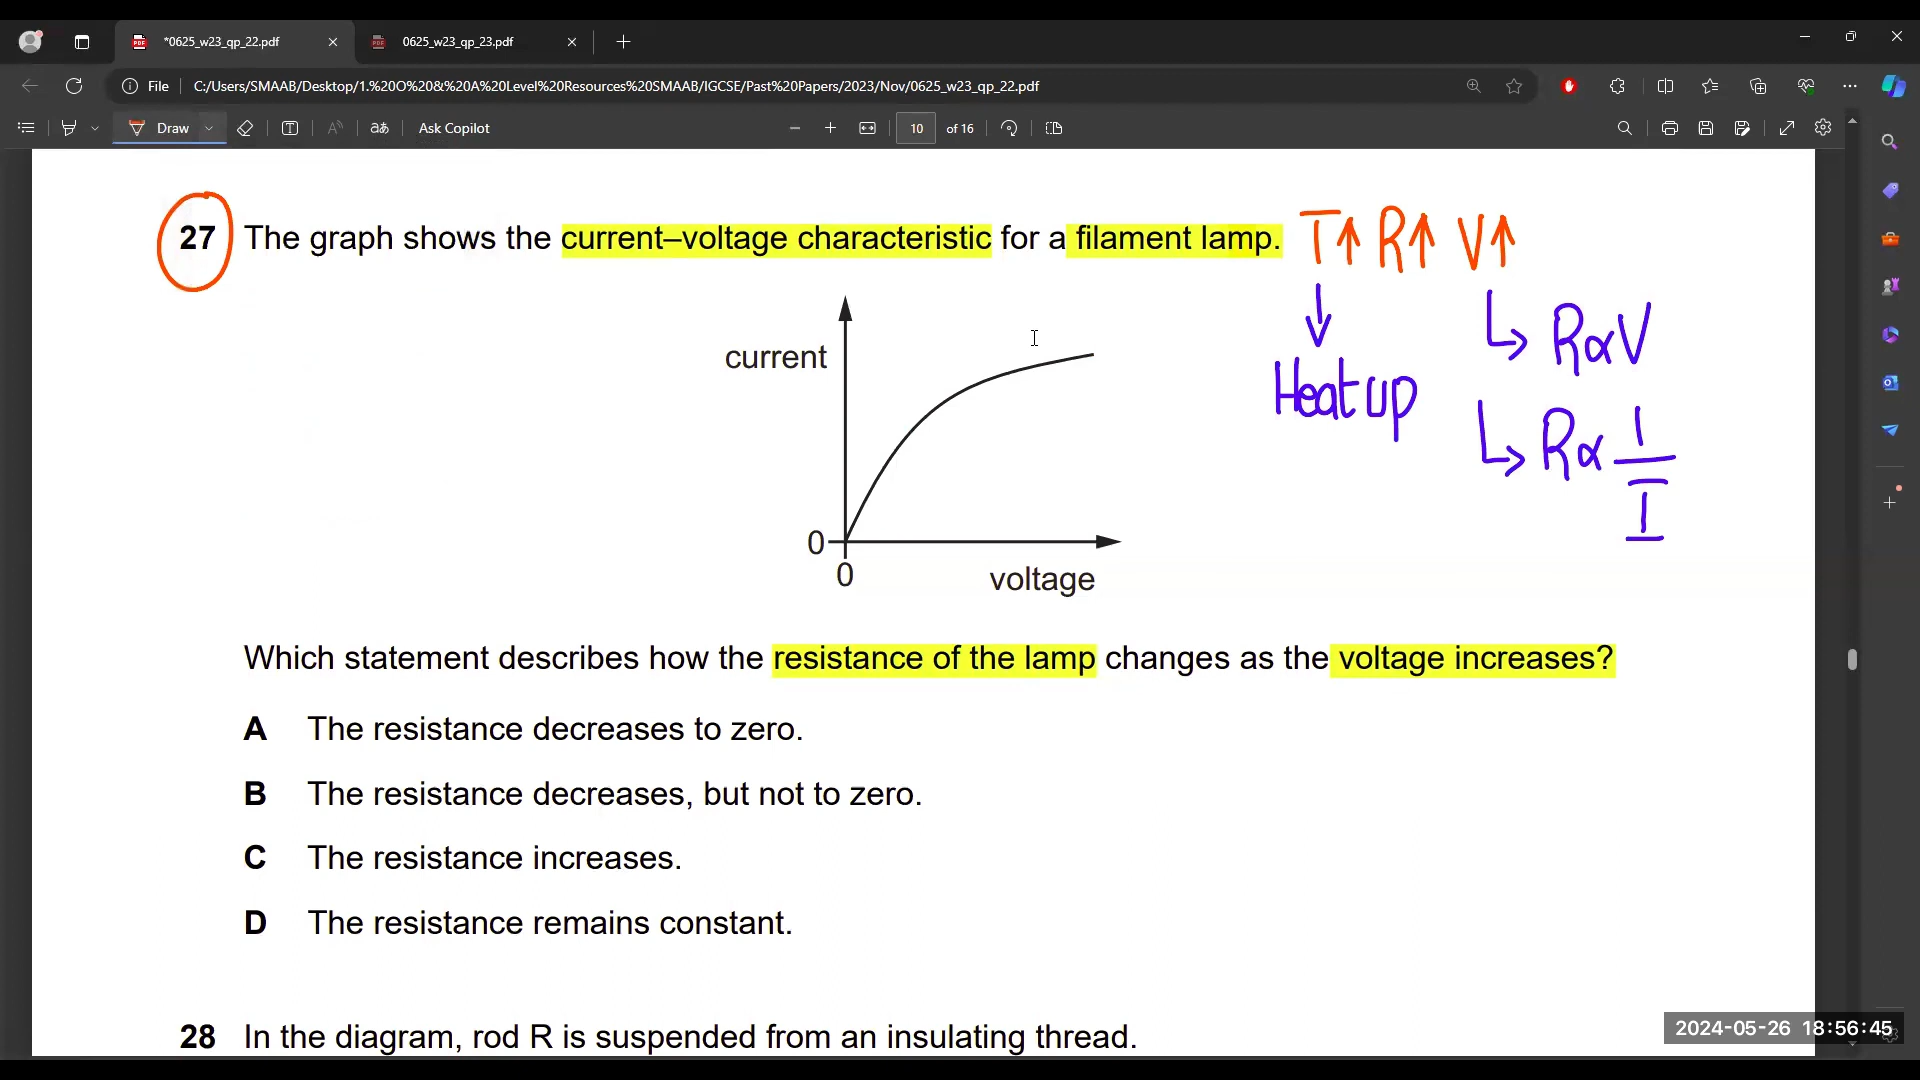 *0625_w23_qp_22.pdf
0625_w23_qp_23.pdf
File
C:/Users/SMAAB/Desktop/1.%20O%20&%20A%20Level%20Resources%20SMAAB/IGCSE/Past%20Papers/2023/Nov/0625_w23_qp_22.pdf
Draw
Ask Copilot
10 of 16
27 The graph shows the current–voltage characteristic for a filament lamp. T↑ R↑ V↑
current
0
0
voltage
↓
Heat up
↳ R∝V
↳ R∝ 1
I
Which statement describes how the resistance of the lamp changes as the voltage increases?
A The resistance decreases to zero.
B The resistance decreases, but not to zero.
C The resistance increases.
D The resistance remains constant.
28 In the diagram, rod R is suspended from an insulating thread.
2024-05-26 18:56:45